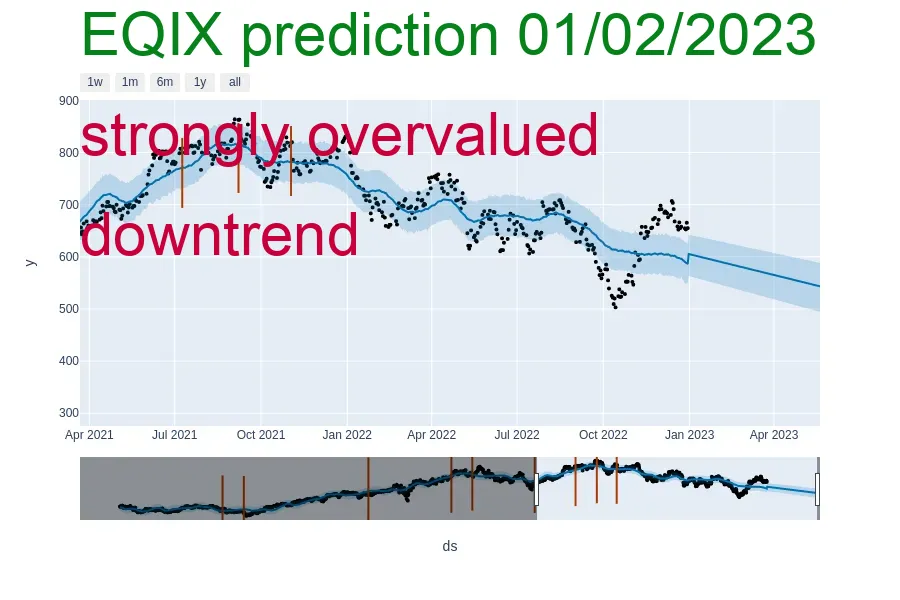 EQIX prediction 01/02/2023
1w 1m 6m 1y all
strongly overvalued
downtrend
900
800
700
600
500
400
300
y
Apr 2021 Jul 2021 Oct 2021 Jan 2022 Apr 2022 Jul 2022 Oct 2022 Jan 2023 Apr 2023
ds